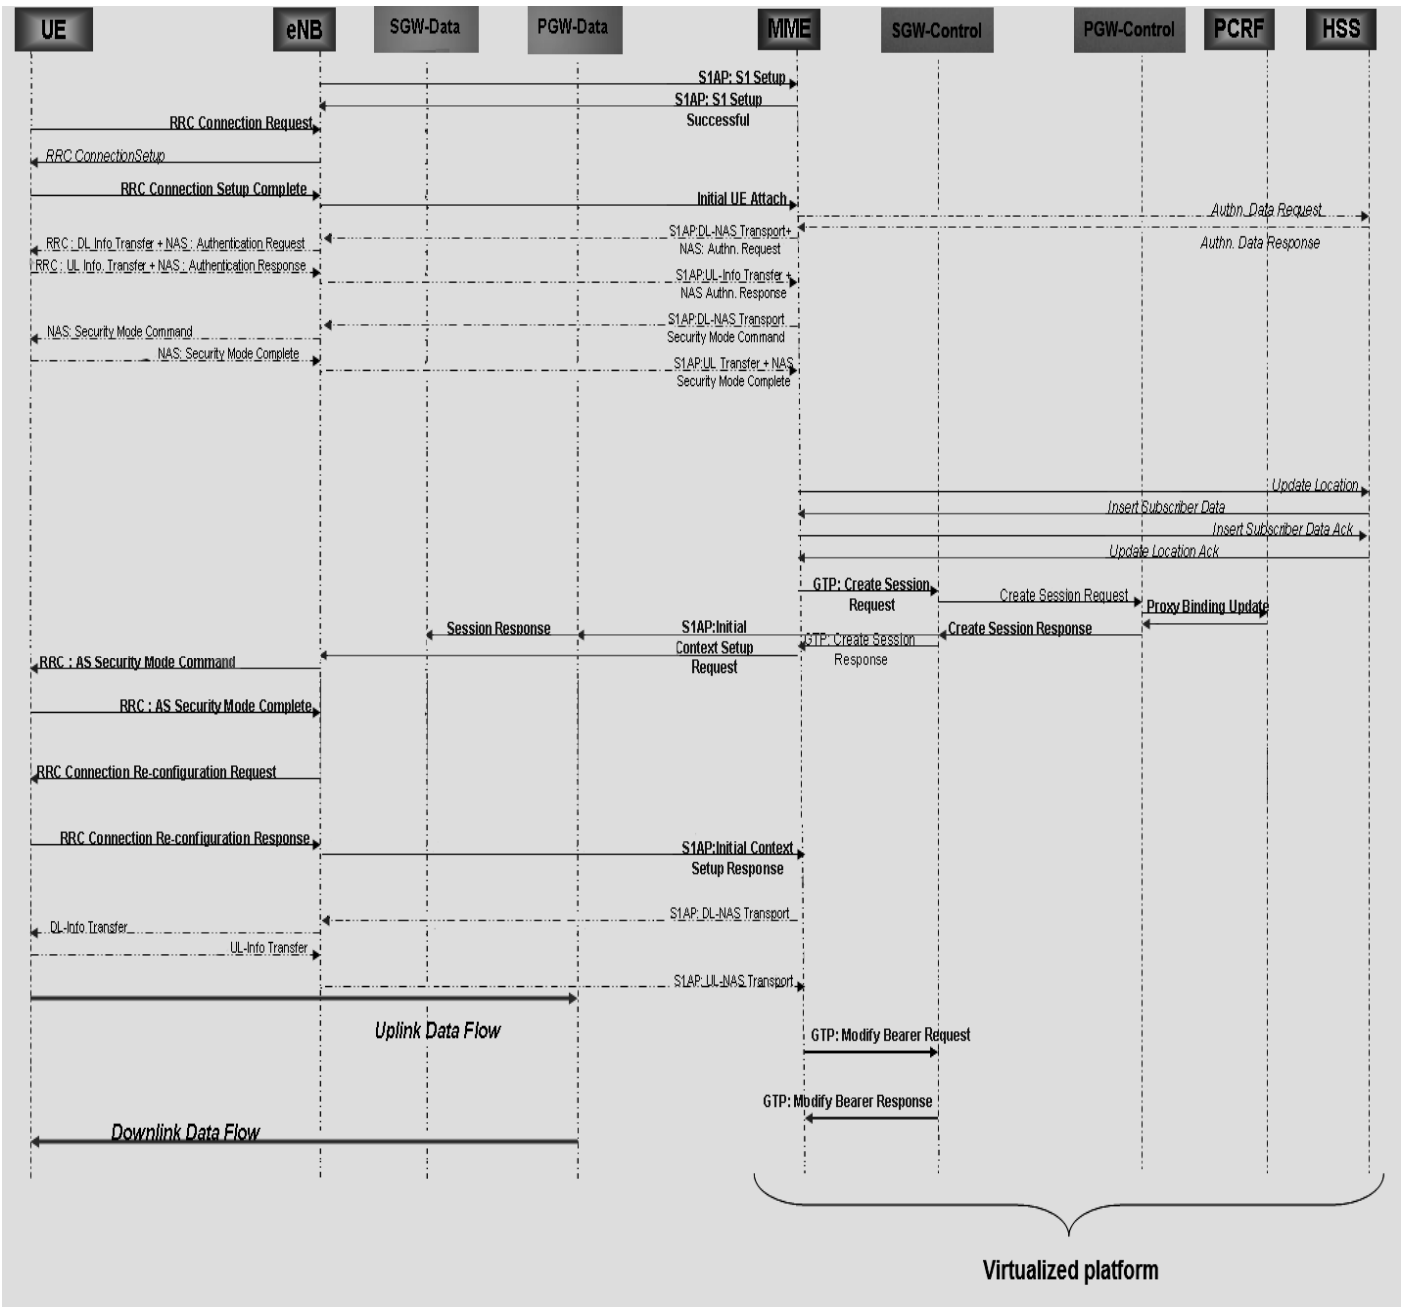 UE
eNB
SGW-Data
PGW-Data
MME
SGW-Control
PGW-Control
PCRF
HSS
S1AP: S1 Setup
S1AP: S1 Setup
Successful
RRC Connection Request
RRC ConnectionSetup
RRC Connection Setup Complete
Initial UE Attach
Authn. Data Request
S1AP:DL-NAS Transport+
NAS: Authn. Request
Authn. Data Response
RRC : DL Info Transfer + NAS : Authentication Request
RRC : UL Info. Transfer + NAS : Authentication Response
S1AP:UL-Info Transfer +
NAS Authn. Response
S1AP:DL-NAS Transport
Security Mode Command
NAS: Security Mode Command
NAS: Security Mode Complete
S1AP:UL Transfer + NAS
Security Mode Complete
Update Location
Insert Subscriber Data
Insert Subscriber Data Ack
Update Location Ack
GTP: Create Session
Request
Create Session Request
Proxy Binding Update
Session Response
S1AP:Initial
Context Setup
Request
Create Session Response
GTP: Create Session
Response
RRC : AS Security Mode Command
RRC : AS Security Mode Complete
RRC Connection Re-configuration Request
RRC Connection Re-configuration Response
S1AP:Initial Context
Setup Response
S1AP: DL-NAS Transport
DL-Info Transfer
UL-Info Transfer
S1AP: UL-NAS Transport
Uplink Data Flow
GTP: Modify Bearer Request
GTP: Modify Bearer Response
Downlink Data Flow
Virtualized platform